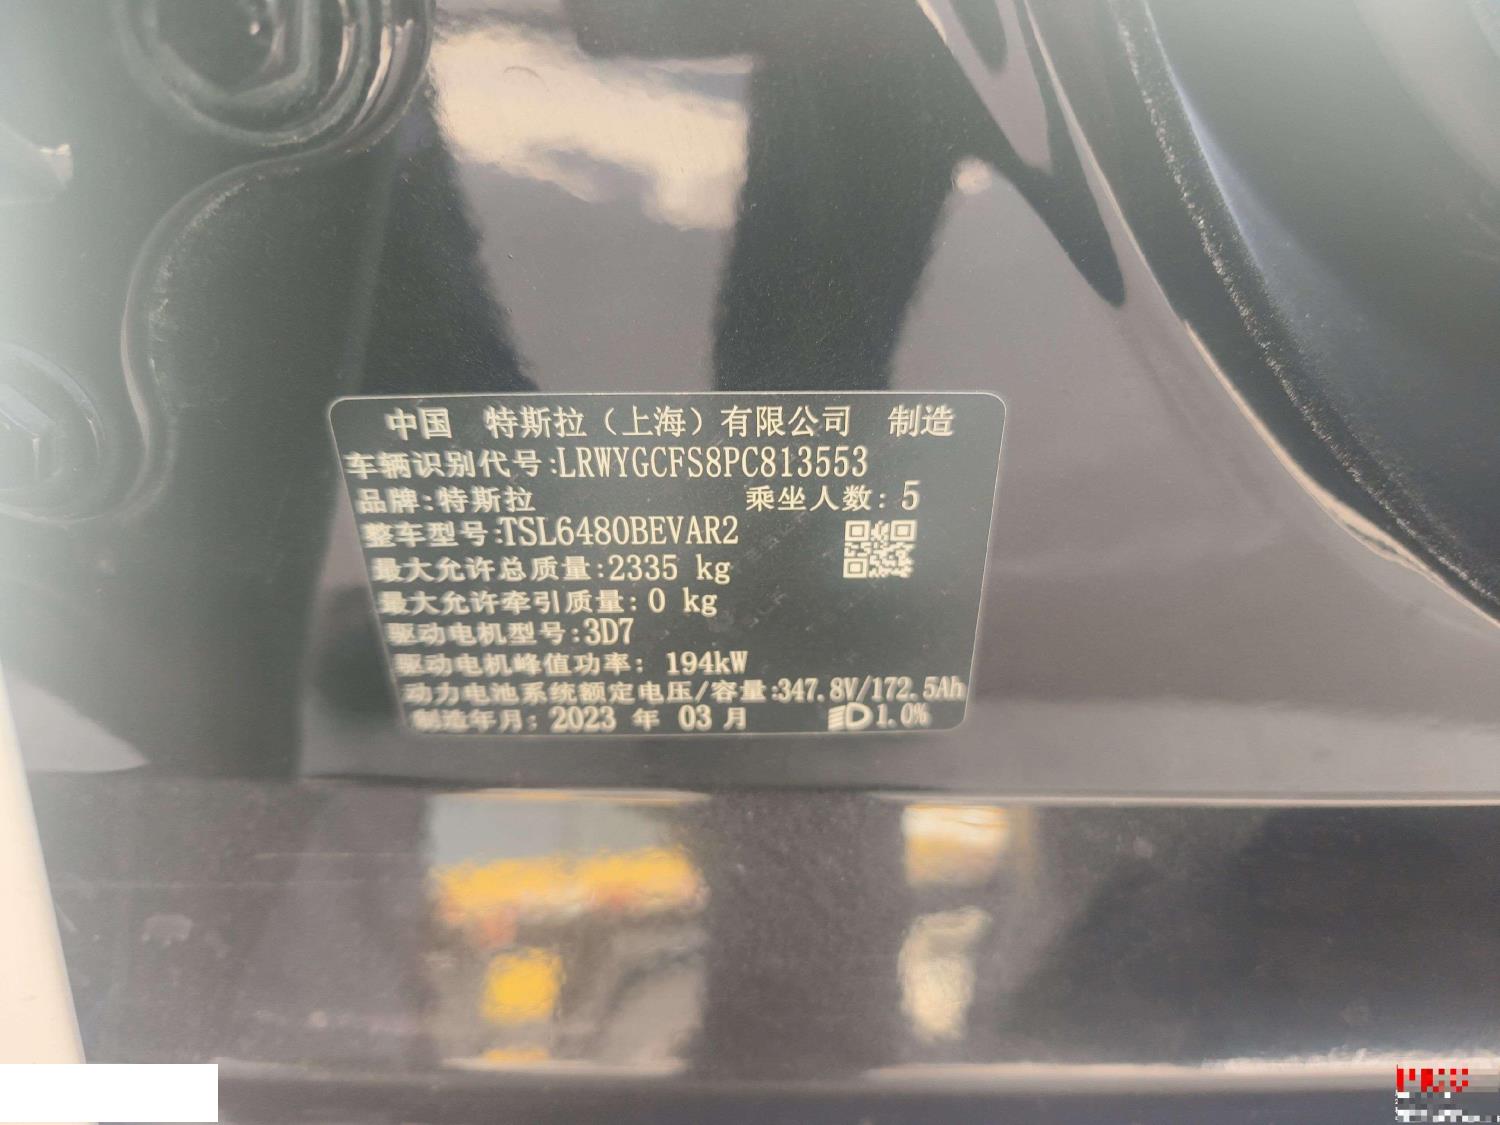 中国 特斯拉（上海）有限公司 制造
车辆识别代号:LRWYGCFS8PC813553
品牌:特斯拉 乘坐人数: 5
整车型号:TSL6480BEVAR2
最大允许总质量:2335 kg
最大允许牵引质量: 0 kg
驱动电机型号:3D7
驱动电机峰值功率: 194kW
动力电池系统额定电压/容量:347.8V/172.5Ah
制造年月: 2023 年 03 月 1.0%